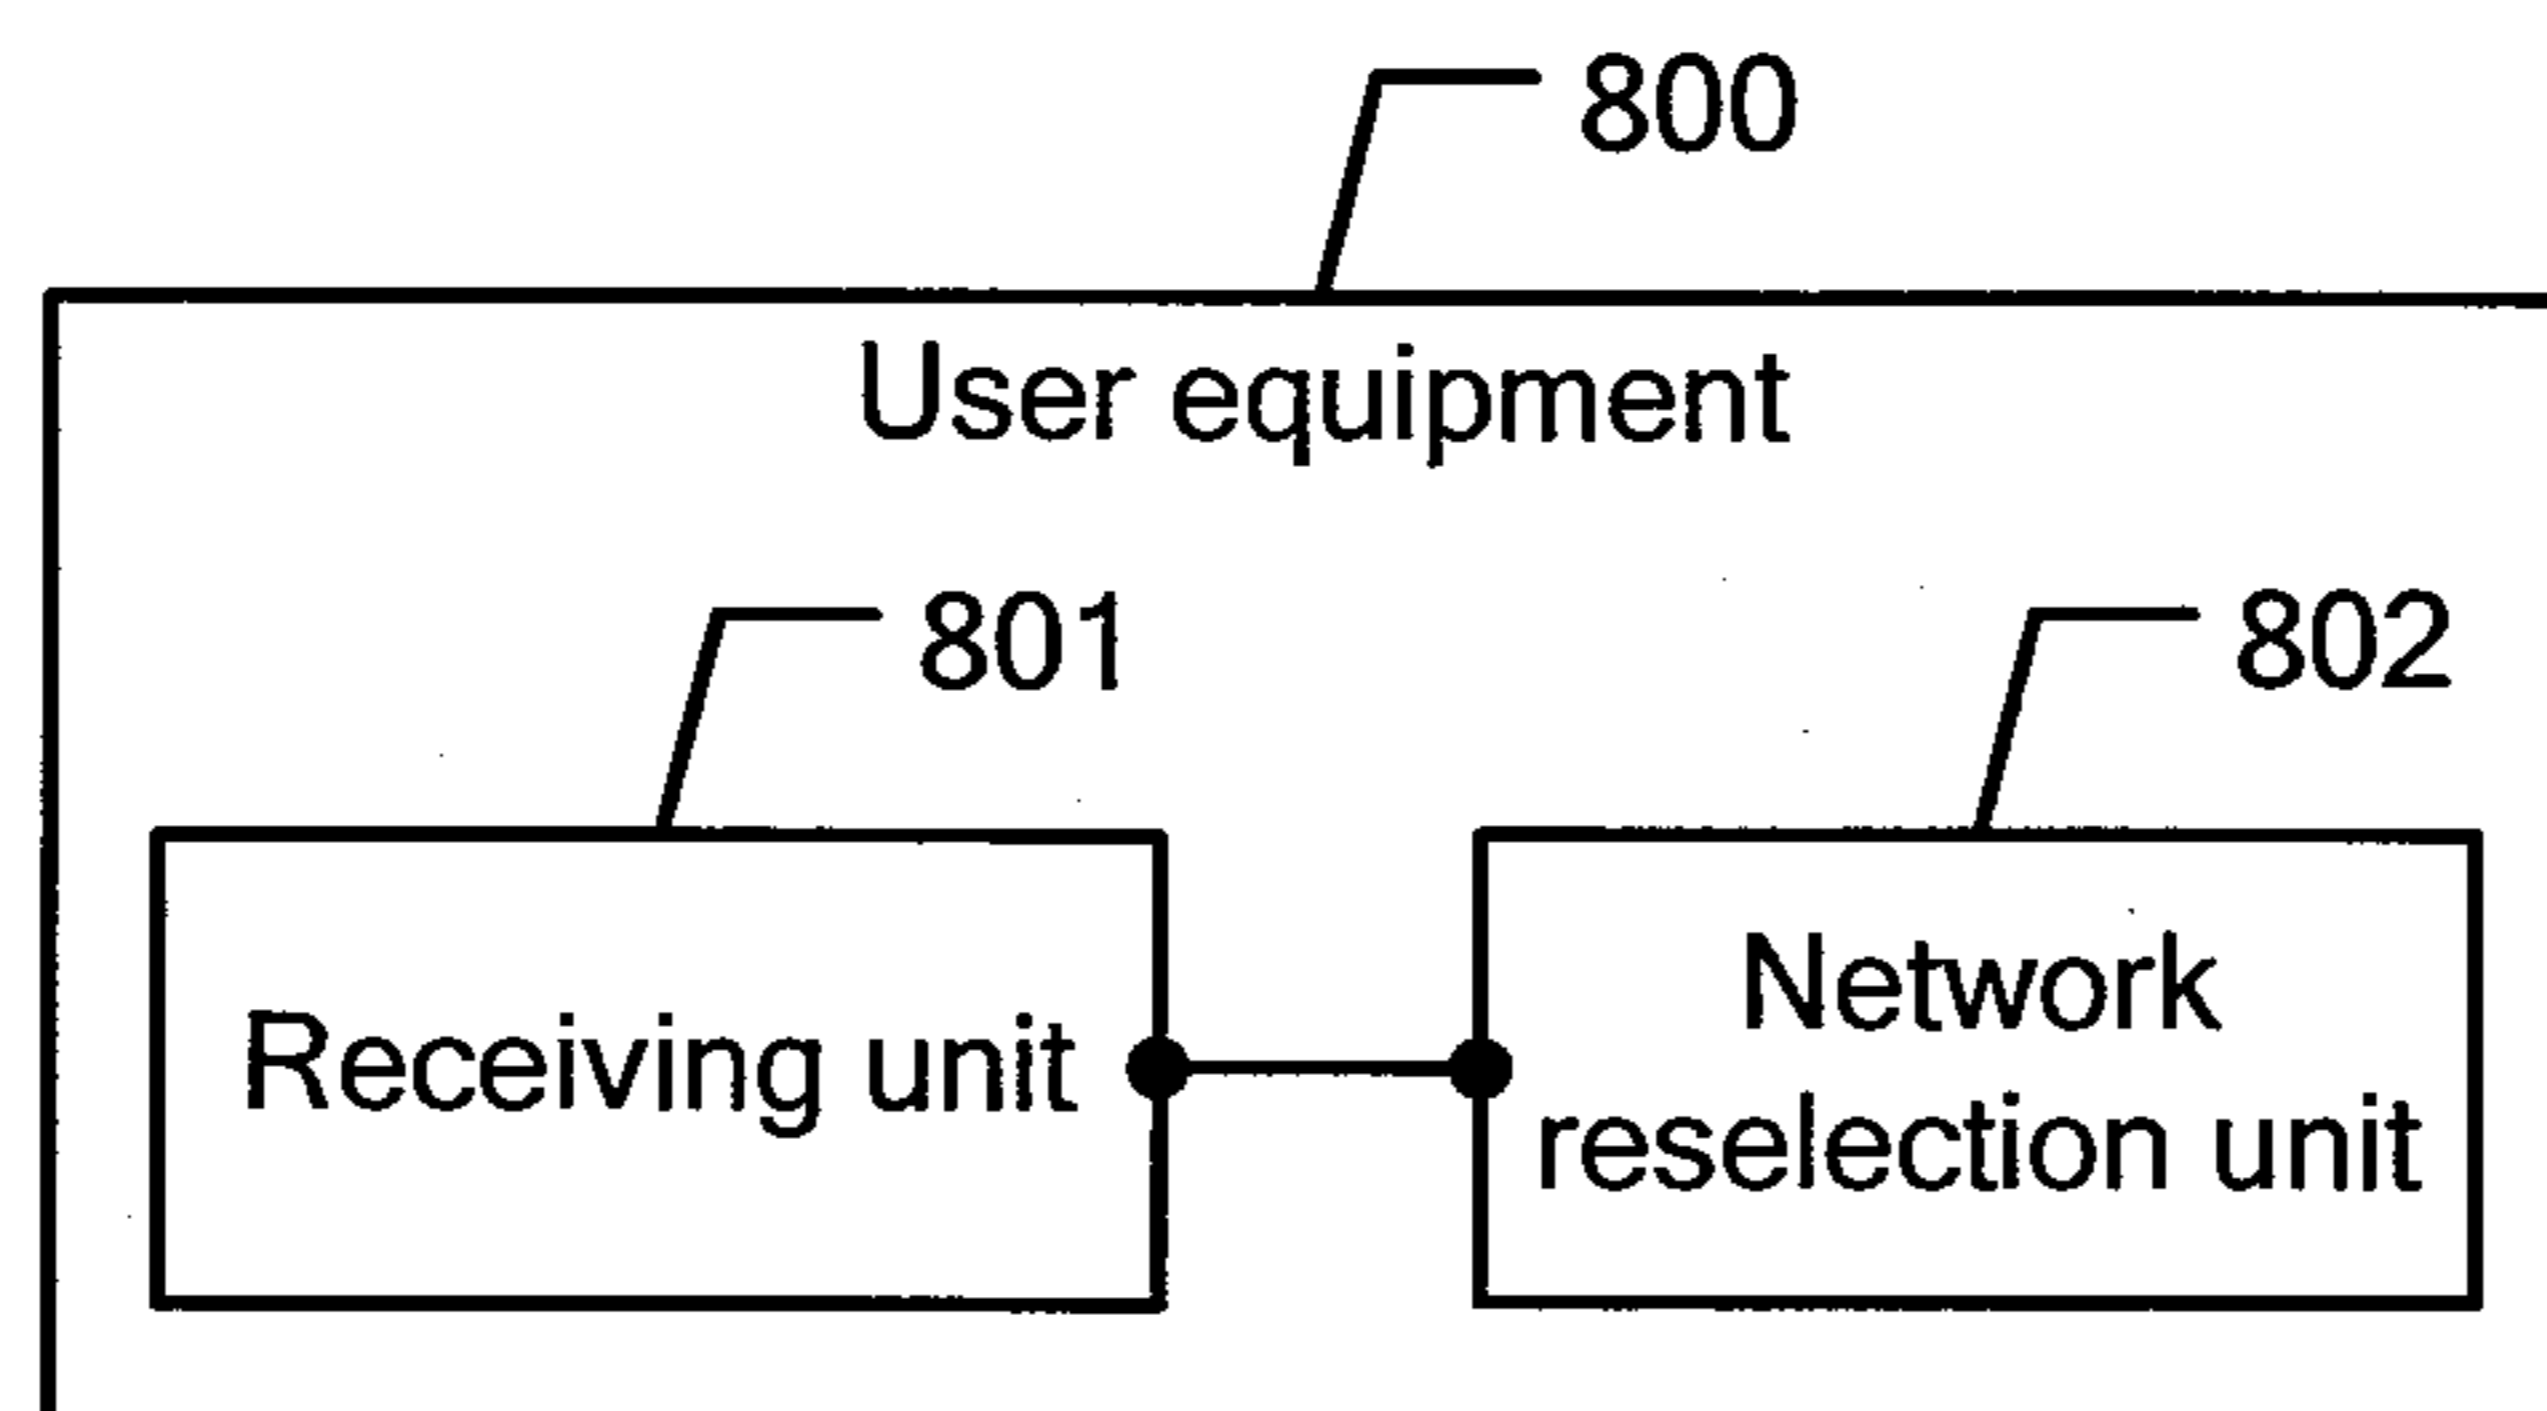 800
User equipment
801
802
Receiving unit
Network
reselection unit